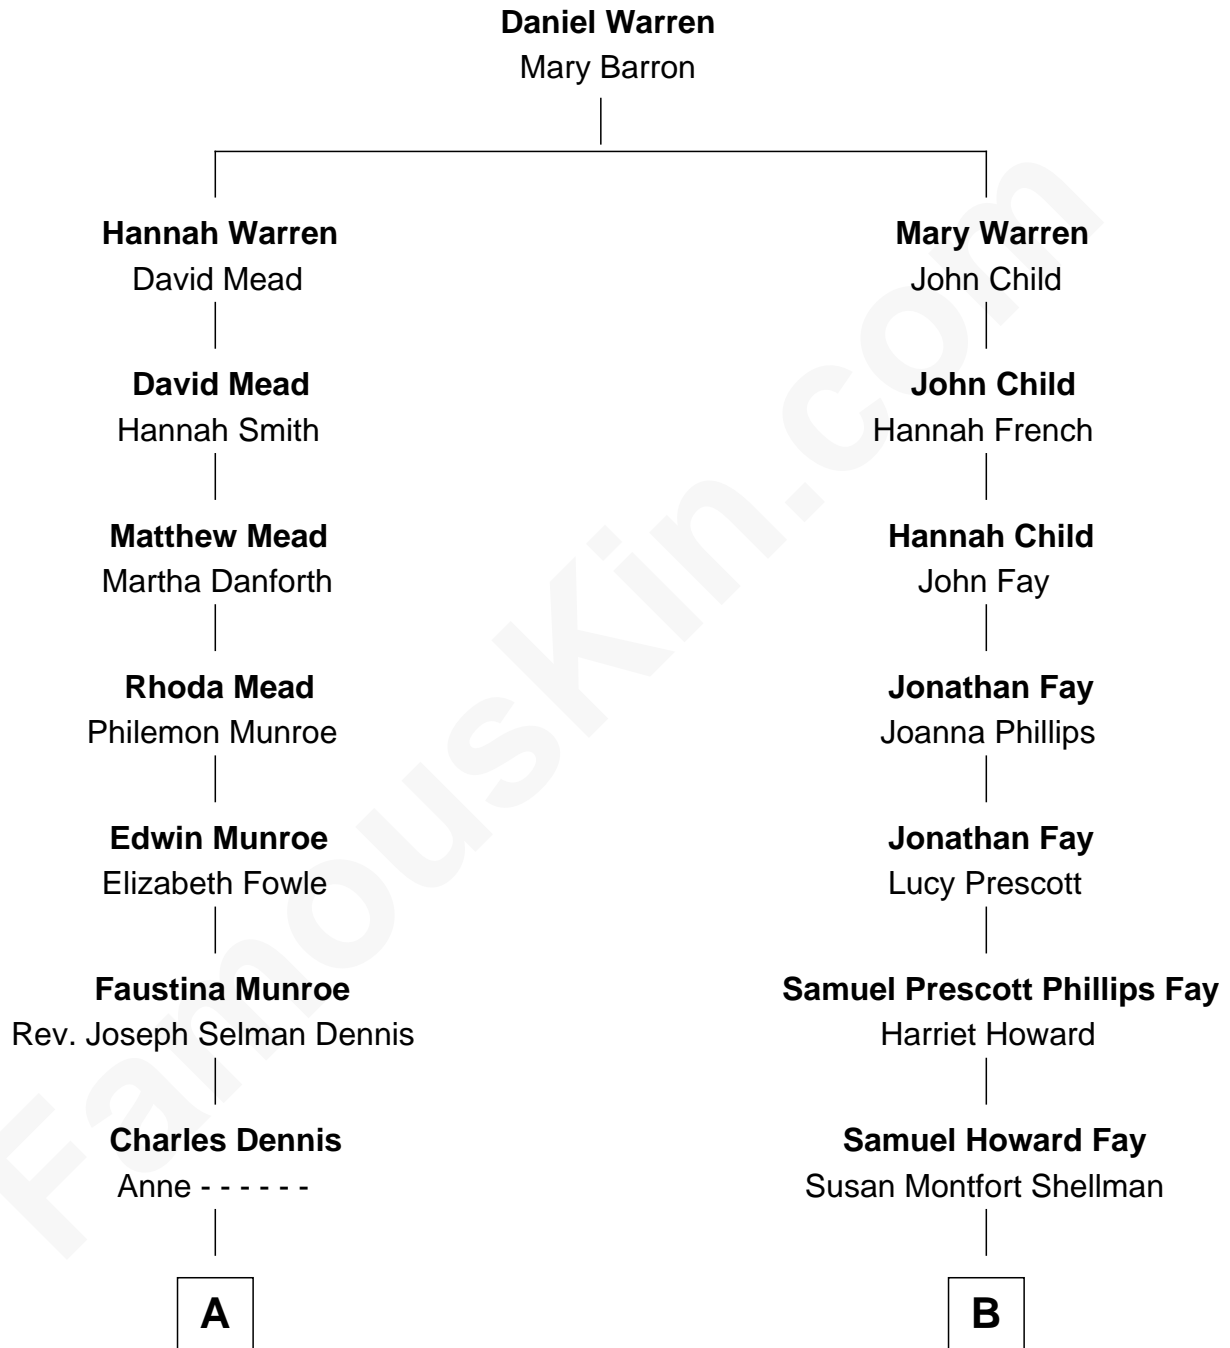 Daniel Warren
Mary Barron
Hannah Warren
David Mead
Mary Warren
John Child
David Mead
Hannah Smith
John Child
Hannah French
Matthew Mead
Martha Danforth
Hannah Child
John Fay
Rhoda Mead
Philemon Munroe
Jonathan Fay
Joanna Phillips
Edwin Munroe
Elizabeth Fowle
Jonathan Fay
Lucy Prescott
Faustina Munroe
Rev. Joseph Selman Dennis
Samuel Prescott Phillips Fay
Harriet Howard
Charles Dennis
Anne - - - - - -
Samuel Howard Fay
Susan Montfort Shellman
A
B
FamousKin.com